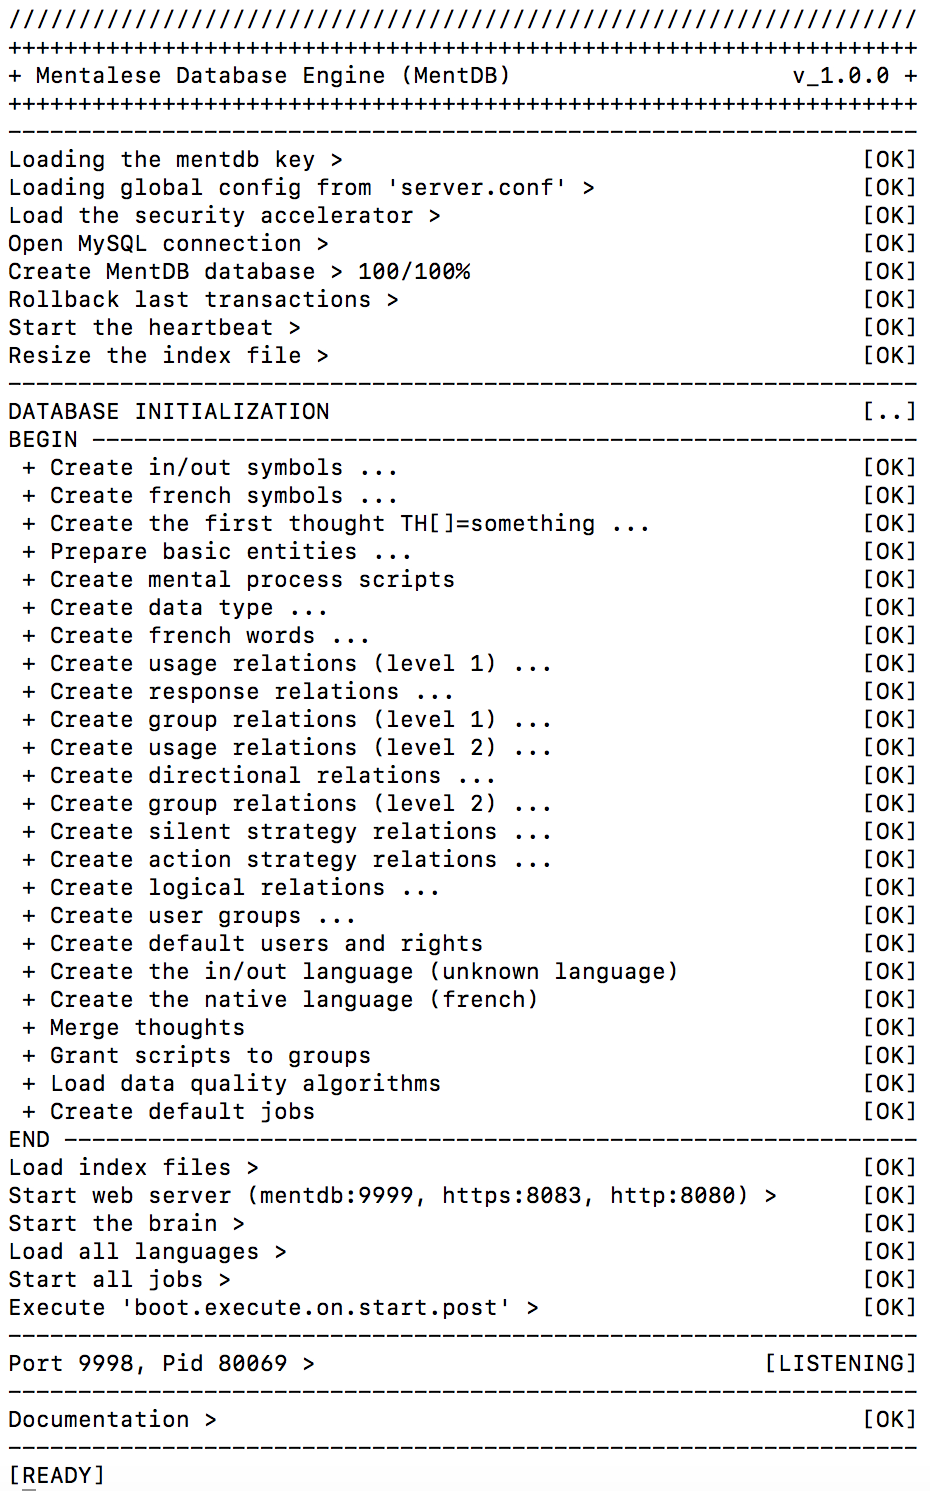 /////////////////////////////////////////////////////////////////
+++++++++++++++++++++++++++++++++++++++++++++++++++++++++++++++++
+ Mentalese Database Engine (MentDB)                    v_1.0.0 +
+++++++++++++++++++++++++++++++++++++++++++++++++++++++++++++++++
-----------------------------------------------------------------
Loading the mentdb key >                                     [OK]
Loading global config from 'server.conf' >                   [OK]
Load the security accelerator >                              [OK]
Open MySQL connection >                                      [OK]
Create MentDB database > 100/100%                            [OK]
Rollback last transactions >                                 [OK]
Start the heartbeat >                                        [OK]
Resize the index file >                                      [OK]
-----------------------------------------------------------------
DATABASE INITIALIZATION                                      [..]
BEGIN -----------------------------------------------------------
 + Create in/out symbols ...                                 [OK]
 + Create french symbols ...                                 [OK]
 + Create the first thought TH[]=something ...               [OK]
 + Prepare basic entities ...                                [OK]
 + Create mental process scripts                             [OK]
 + Create data type ...                                      [OK]
 + Create french words ...                                   [OK]
 + Create usage relations (level 1) ...                      [OK]
 + Create response relations ...                             [OK]
 + Create group relations (level 1) ...                      [OK]
 + Create usage relations (level 2) ...                      [OK]
 + Create directional relations ...                          [OK]
 + Create group relations (level 2) ...                      [OK]
 + Create silent strategy relations ...                      [OK]
 + Create action strategy relations ...                      [OK]
 + Create logical relations ...                              [OK]
 + Create user groups ...                                    [OK]
 + Create default users and rights                           [OK]
 + Create the in/out language (unknown language)             [OK]
 + Create the native language (french)                       [OK]
 + Merge thoughts                                            [OK]
 + Grant scripts to groups                                   [OK]
 + Load data quality algorithms                              [OK]
 + Create default jobs                                       [OK]
END -------------------------------------------------------------
Load index files >                                           [OK]
Start web server (mentdb:9999, https:8083, http:8080) >      [OK]
Start the brain >                                            [OK]
Load all languages >                                         [OK]
Start all jobs >                                             [OK]
Execute 'boot.execute.on.start.post' >                       [OK]
-----------------------------------------------------------------
Port 9998, Pid 80069 >                                [LISTENING]
-----------------------------------------------------------------
Documentation >                                              [OK]
-----------------------------------------------------------------
[READY]